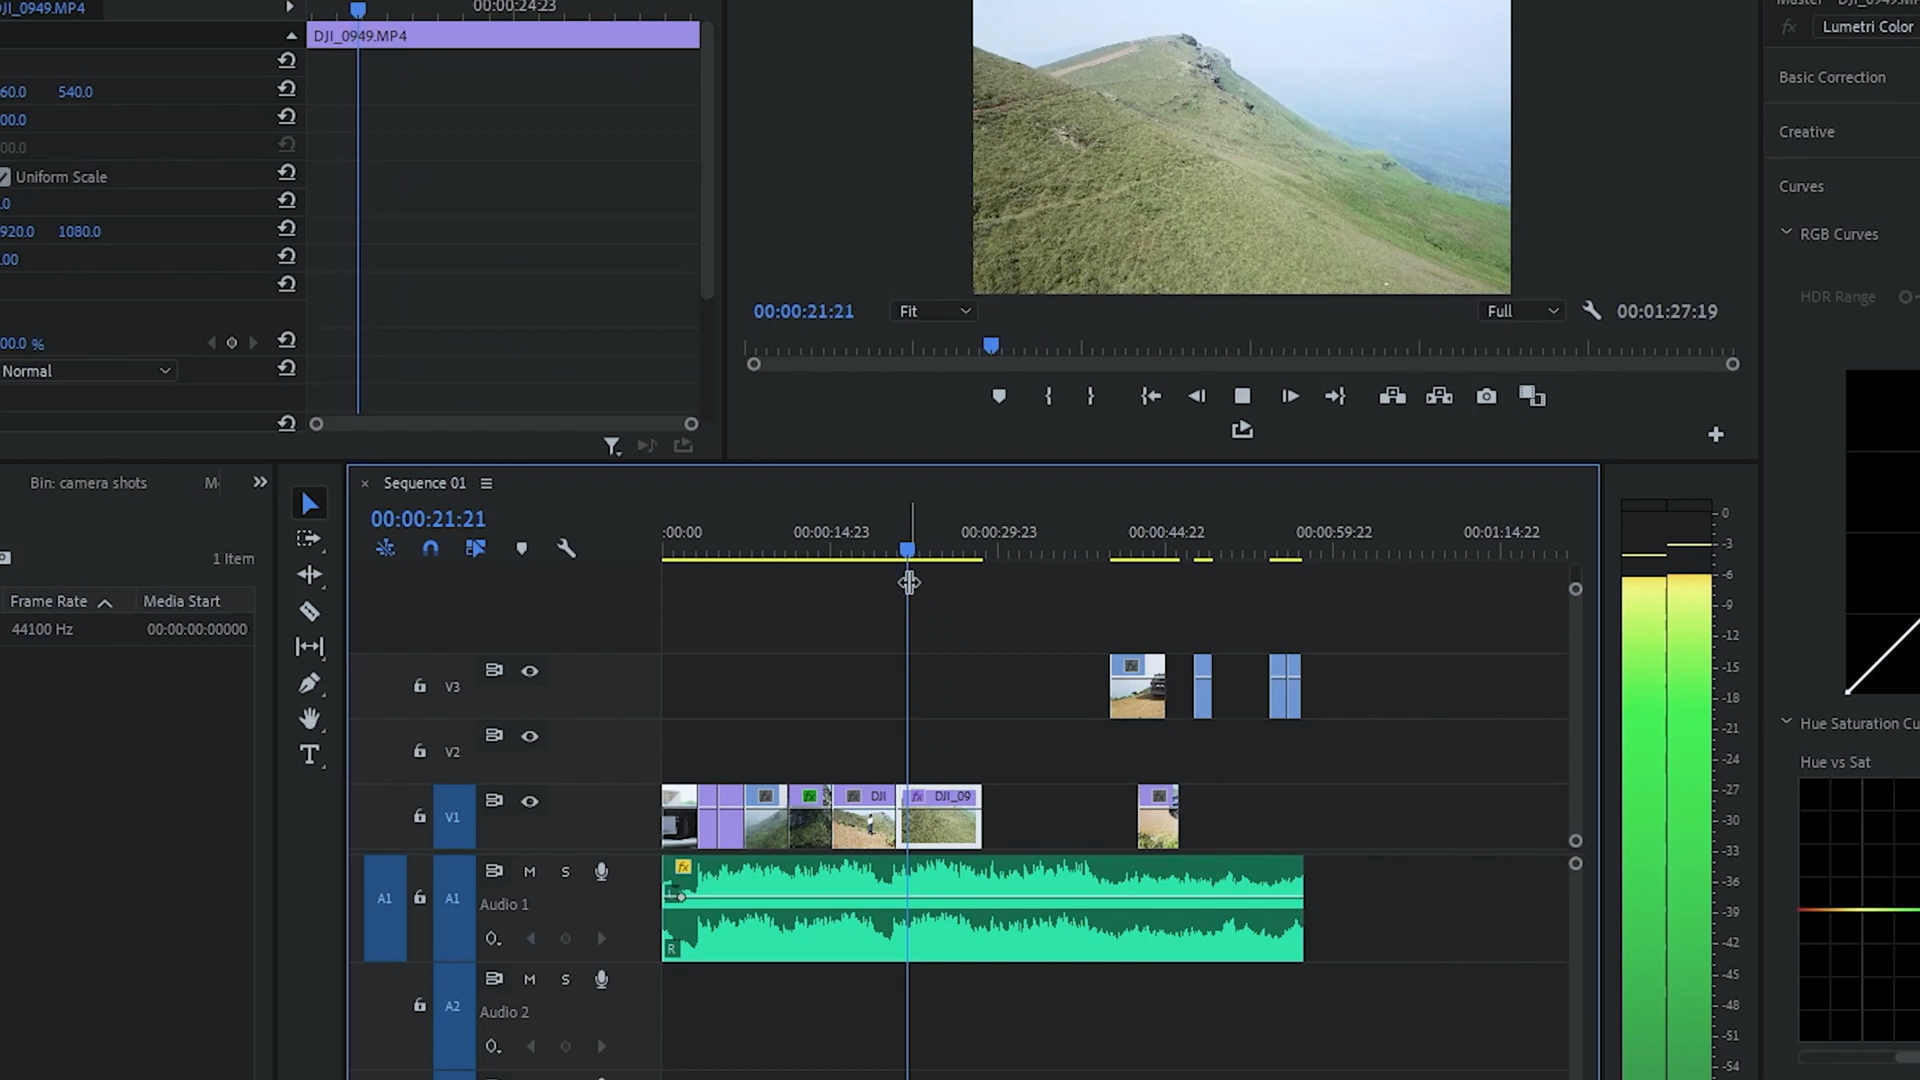 DJI_0949.MP4
00:00:24:23
DJI_0949.MP4
60.0 540.0
00.0
00.0
Uniform Scale
.0
920.0 1080.0
.00
00.0 %
Normal
00:00:21:21
Fit
Full
00:01:27:19
Lumetri Color
Basic Correction
Creative
Curves
RGB Curves
HDR Range
Hue Saturation Cu
Hue vs Sat
Bin: camera shots
M
1 Item
Frame Rate Media Start
44100 Hz 00:00:00:00000
Sequence 01
00:00:21:21
:00:00 00:00:14:23 00:00:29:23 00:00:44:22 00:00:59:22 00:01:14:22
V3
V2
V1
DJI
DJI_09
A1
A1
M S
Audio 1
R
A2
M S
Audio 2
0
-3
-6
-9
-12
-15
-18
-21
-24
-27
-30
-33
-36
-39
-42
-45
-48
-51
-54